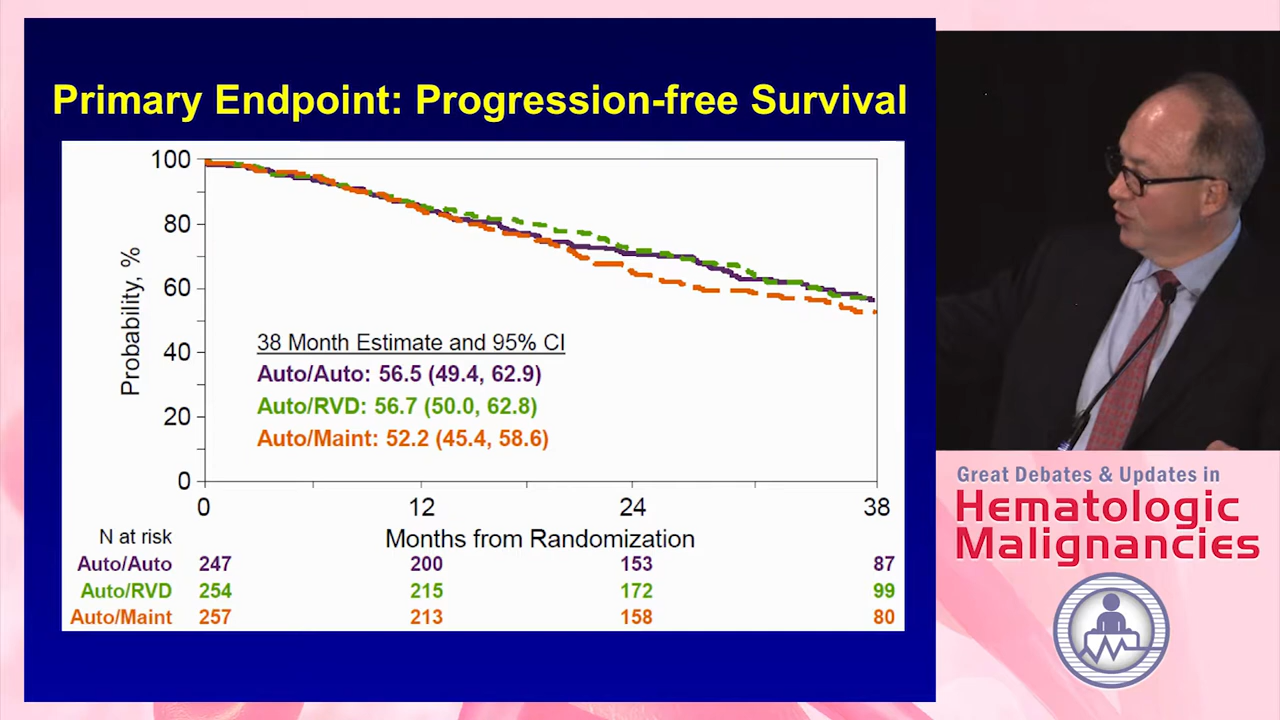 Primary Endpoint: Progression-free Survival
Probability, %
100
80
60
40
20
0
38 Month Estimate and 95% CI
Auto/Auto: 56.5 (49.4, 62.9)
Auto/RVD: 56.7 (50.0, 62.8)
Auto/Maint: 52.2 (45.4, 58.6)
0 12 24 38
Months from Randomization
N at risk
Auto/Auto 247 200 153 87
Auto/RVD 254 215 172 99
Auto/Maint 257 213 158 80
Great Debates & Updates in
Hematologic
Malignancies